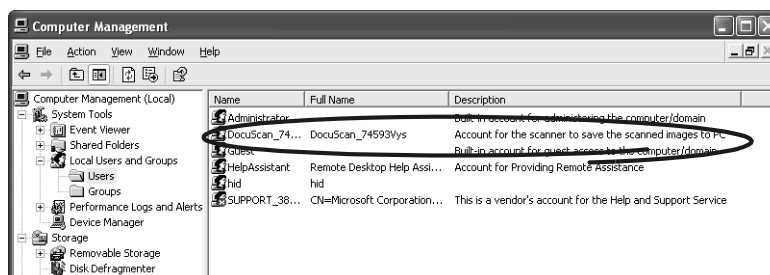 Computer Management
File Action View Window Help
Computer Management (Local)
System Tools
Event Viewer
Shared Folders
Local Users and Groups
Users
Groups
Performance Logs and Alerts
Device Manager
Storage
Removable Storage
Disk Defragmenter
Name Full Name Description
Administrator Built-in account for administering the computer/domain
DocuScan_74... DocuScan_74593Vys Account for the scanner to save the scanned images to PC
Guest Built-in account for guest access to the computer/domain
HelpAssistant Remote Desktop Help Assi... Account for Providing Remote Assistance
hid hid
SUPPORT_38... CN=Microsoft Corporation... This is a vendor's account for the Help and Support Service